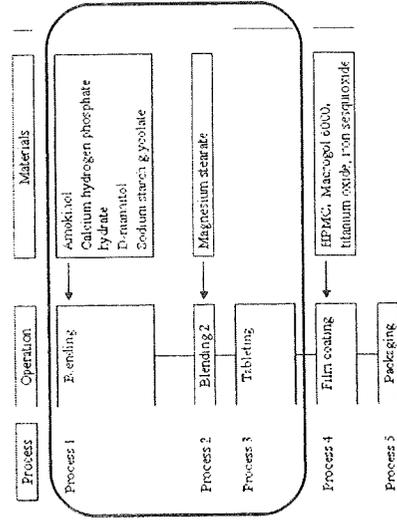 Process
Operation
Materials
Process 1
Blending
Amokinol
Calcium hydrogen phosphate
hydrate
D-mannitol
Sodium starch glycolate
Process 2
Blending 2
Magnesium stearate
Process 3
Tableting
Process 4
Film coating
HPMC, Macrogol 6000,
titanium oxide, iron sesquioxide
Process 5
Packaging